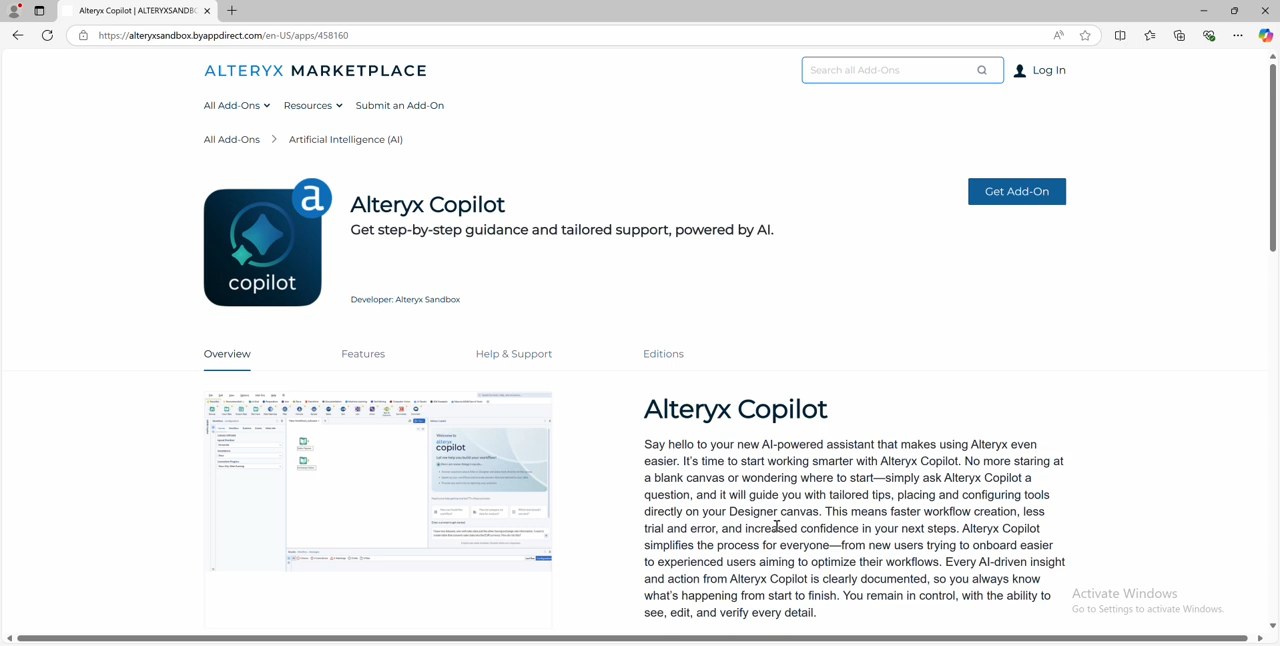 Alteryx Copilot | ALTERYXSANDBO
https://alteryxsandbox.byappdirect.com/en-US/apps/458160
ALTERYX MARKETPLACE
Search all Add-Ons
Log In
All Add-Ons
Resources
Submit an Add-On
All Add-Ons > Artificial Intelligence (AI)
a
copilot
Alteryx Copilot
Get Add-On
Get step-by-step guidance and tailored support, powered by AI.
Developer: Alteryx Sandbox
Overview
Features
Help & Support
Editions
Welcome to
alteryx
copilot
Alteryx Copilot
Say hello to your new AI-powered assistant that makes using Alteryx even
easier. It's time to start working smarter with Alteryx Copilot. No more staring at
a blank canvas or wondering where to start—simply ask Alteryx Copilot a
question, and it will guide you with tailored tips, placing and configuring tools
directly on your Designer canvas. This means faster workflow creation, less
trial and error, and increased confidence in your next steps. Alteryx Copilot
simplifies the process for everyone—from new users trying to onboard easier
to experienced users aiming to optimize their workflows. Every AI-driven insight
and action from Alteryx Copilot is clearly documented, so you always know
what's happening from start to finish. You remain in control, with the ability to
see, edit, and verify every detail.
Activate Windows
Go to Settings to activate Windows.